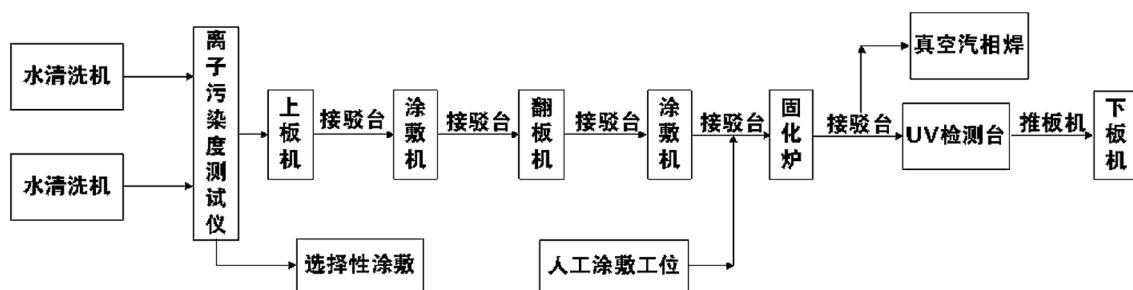 真空汽相焊
水清洗机
离子污染度测试仪
上板机
接驳台
涂敷机
接驳台
翻板机
接驳台
涂敷机
接驳台
固化炉
接驳台
UV检测台
推板机
下板机
水清洗机
选择性涂敷
人工涂敷工位